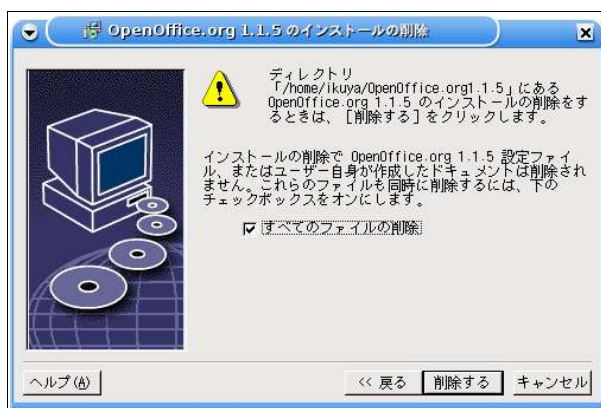 OpenOffice.org 1.1.5 のインストールの削除
ディレクトリ
「/home/ikuya/OpenOffice.org1.1.5」にある
OpenOffice.org 1.1.5 のインストールの削除をす
るときは、［削除する］をクリックします。
インストールの削除で OpenOffice.org 1.1.5 設定ファイ
ル、またはユーザー自身が作成したドキュメントは削除され
ません。これらのファイルも同時に削除するには、下の
チェックボックスをオンにします。
すべてのファイルの削除
ヘルプ(A)
<< 戻る
削除する
キャンセル